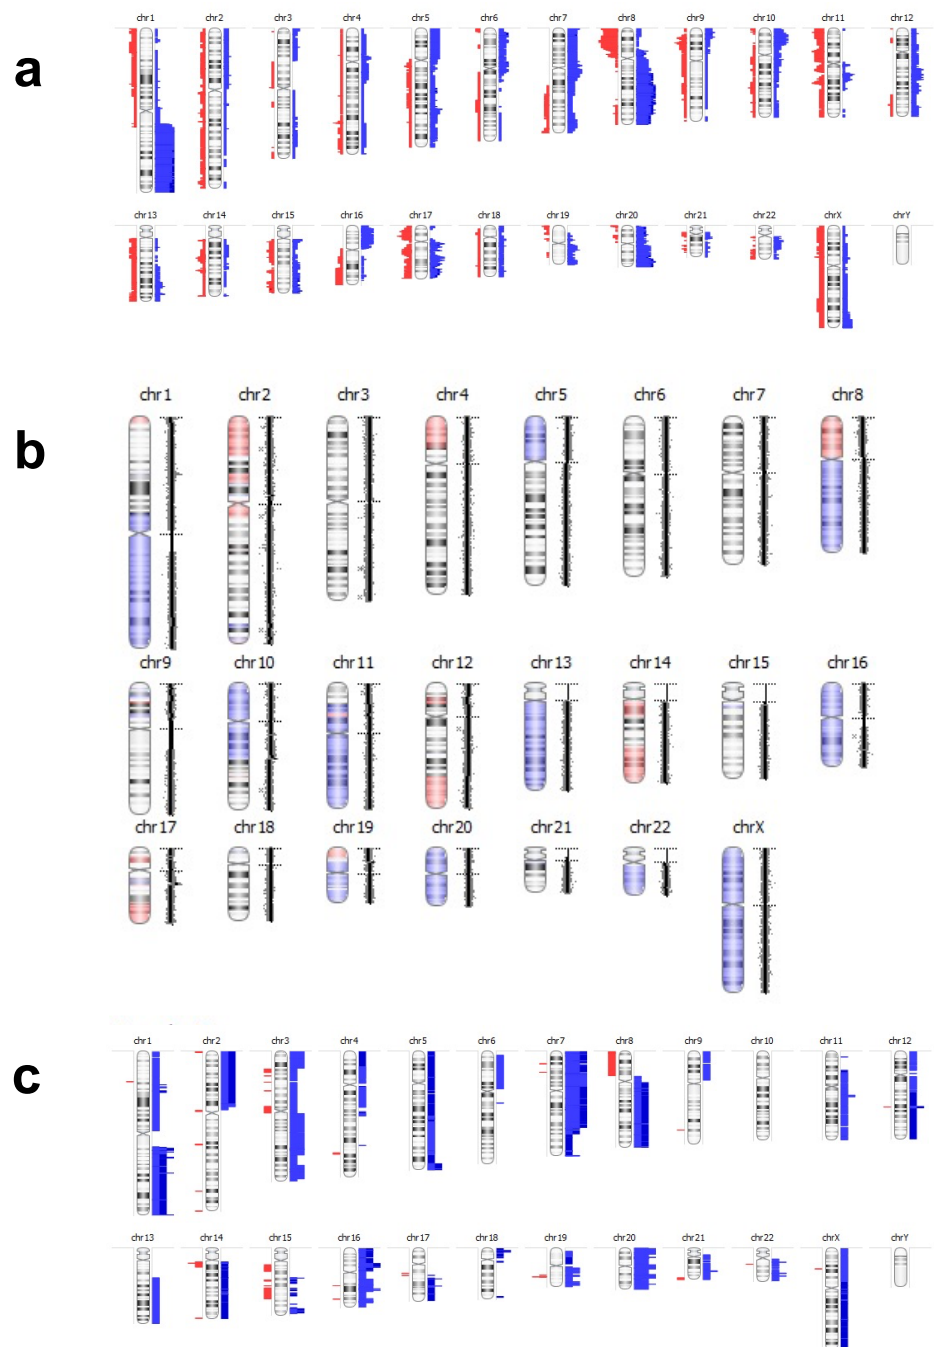 a
chr1 chr2 chr3 chr4 chr5 chr6 chr7 chr8 chr9 chr10 chr11 chr12
chr13 chr14 chr15 chr16 chr17 chr18 chr19 chr20 chr21 chr22 chrX chrY
b
chr1 chr2 chr3 chr4 chr5 chr6 chr7 chr8
chr9 chr10 chr11 chr12 chr13 chr14 chr15 chr16
chr17 chr18 chr19 chr20 chr21 chr22 chrX
c
chr1 chr2 chr3 chr4 chr5 chr6 chr7 chr8 chr9 chr10 chr11 chr12
chr13 chr14 chr15 chr16 chr17 chr18 chr19 chr20 chr21 chr22 chrX chrY